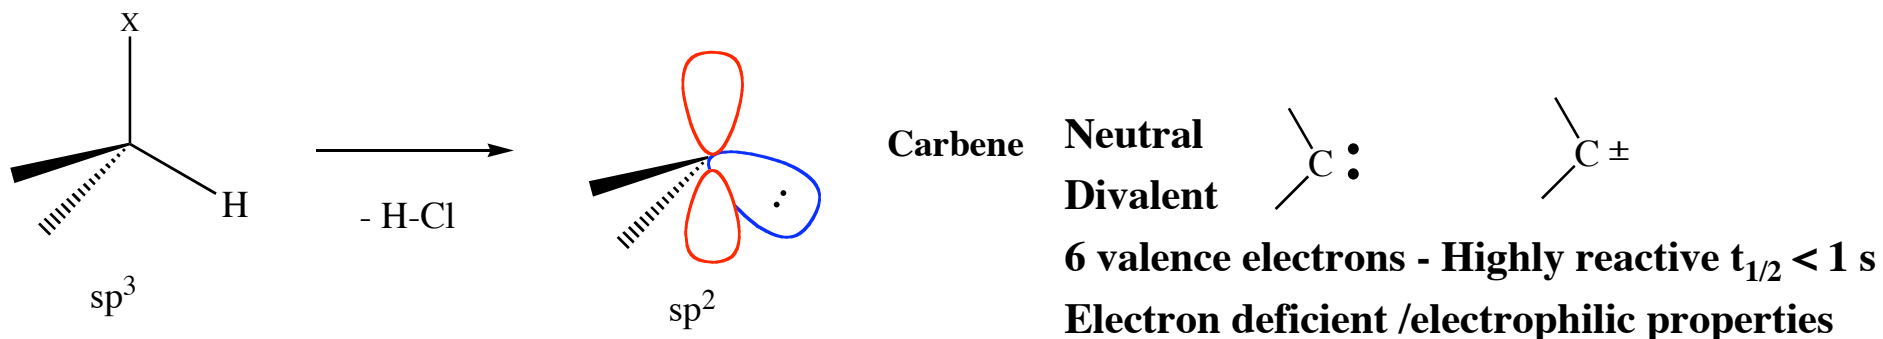 X
H
sp³
- H-Cl
:
sp²
Carbene
Neutral
Divalent
C :
C ±
6 valence electrons - Highly reactive t₁/₂ < 1 s
Electron deficient /electrophilic properties